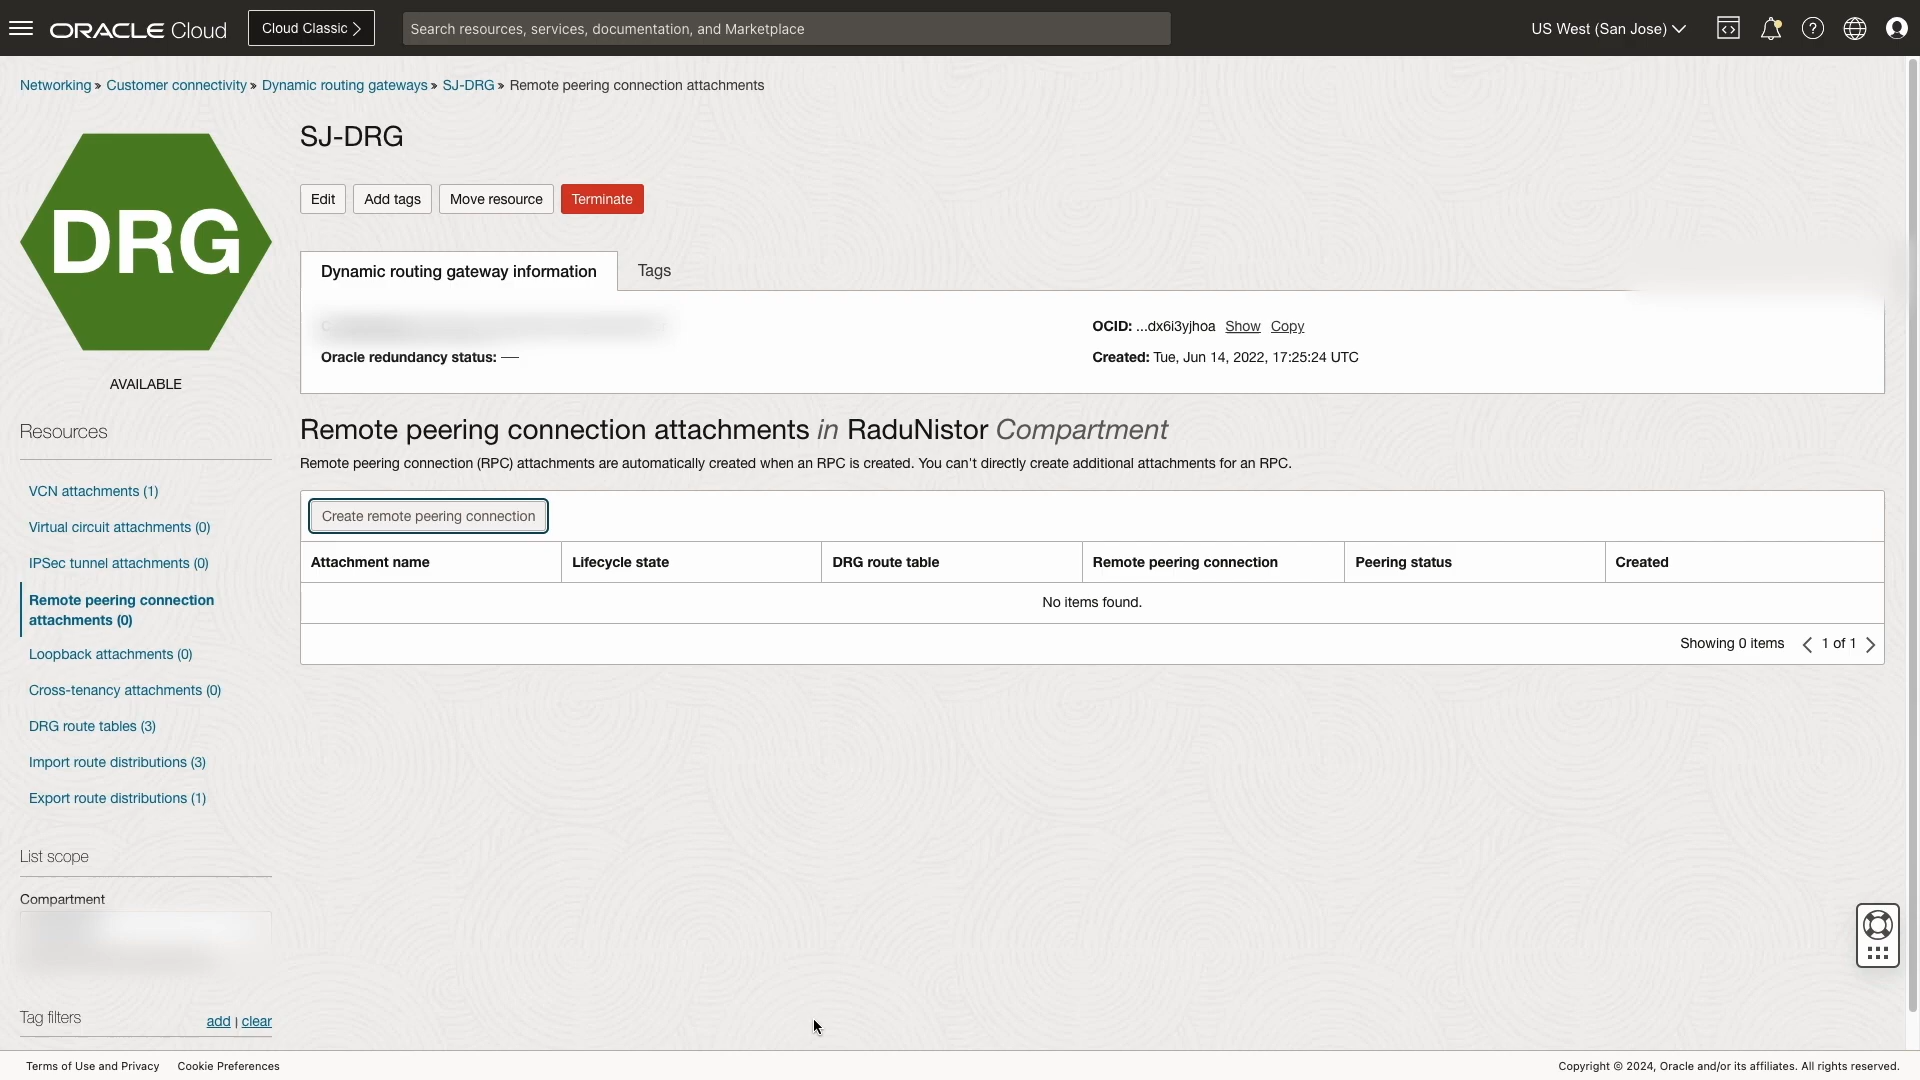 ORACLE Cloud
Cloud Classic
Search resources, services, documentation, and Marketplace
US West (San Jose)
Networking » Customer connectivity » Dynamic routing gateways » SJ-DRG » Remote peering connection attachments
DRG
AVAILABLE
SJ-DRG
Edit
Add tags
Move resource
Terminate
Dynamic routing gateway information
Tags
OCID: ...dx6i3yjhoa Show Copy
Oracle redundancy status: —
Created: Tue, Jun 14, 2022, 17:25:24 UTC
Resources
VCN attachments (1)
Virtual circuit attachments (0)
IPSec tunnel attachments (0)
Remote peering connection
attachments (0)
Loopback attachments (0)
Cross-tenancy attachments (0)
DRG route tables (3)
Import route distributions (3)
Export route distributions (1)
List scope
Compartment
Tag filters
add | clear
Remote peering connection attachments in RaduNistor Compartment
Remote peering connection (RPC) attachments are automatically created when an RPC is created. You can't directly create additional attachments for an RPC.
Create remote peering connection
Attachment name
Lifecycle state
DRG route table
Remote peering connection
Peering status
Created
No items found.
Showing 0 items
1 of 1
Terms of Use and Privacy
Cookie Preferences
Copyright © 2024, Oracle and/or its affiliates. All rights reserved.